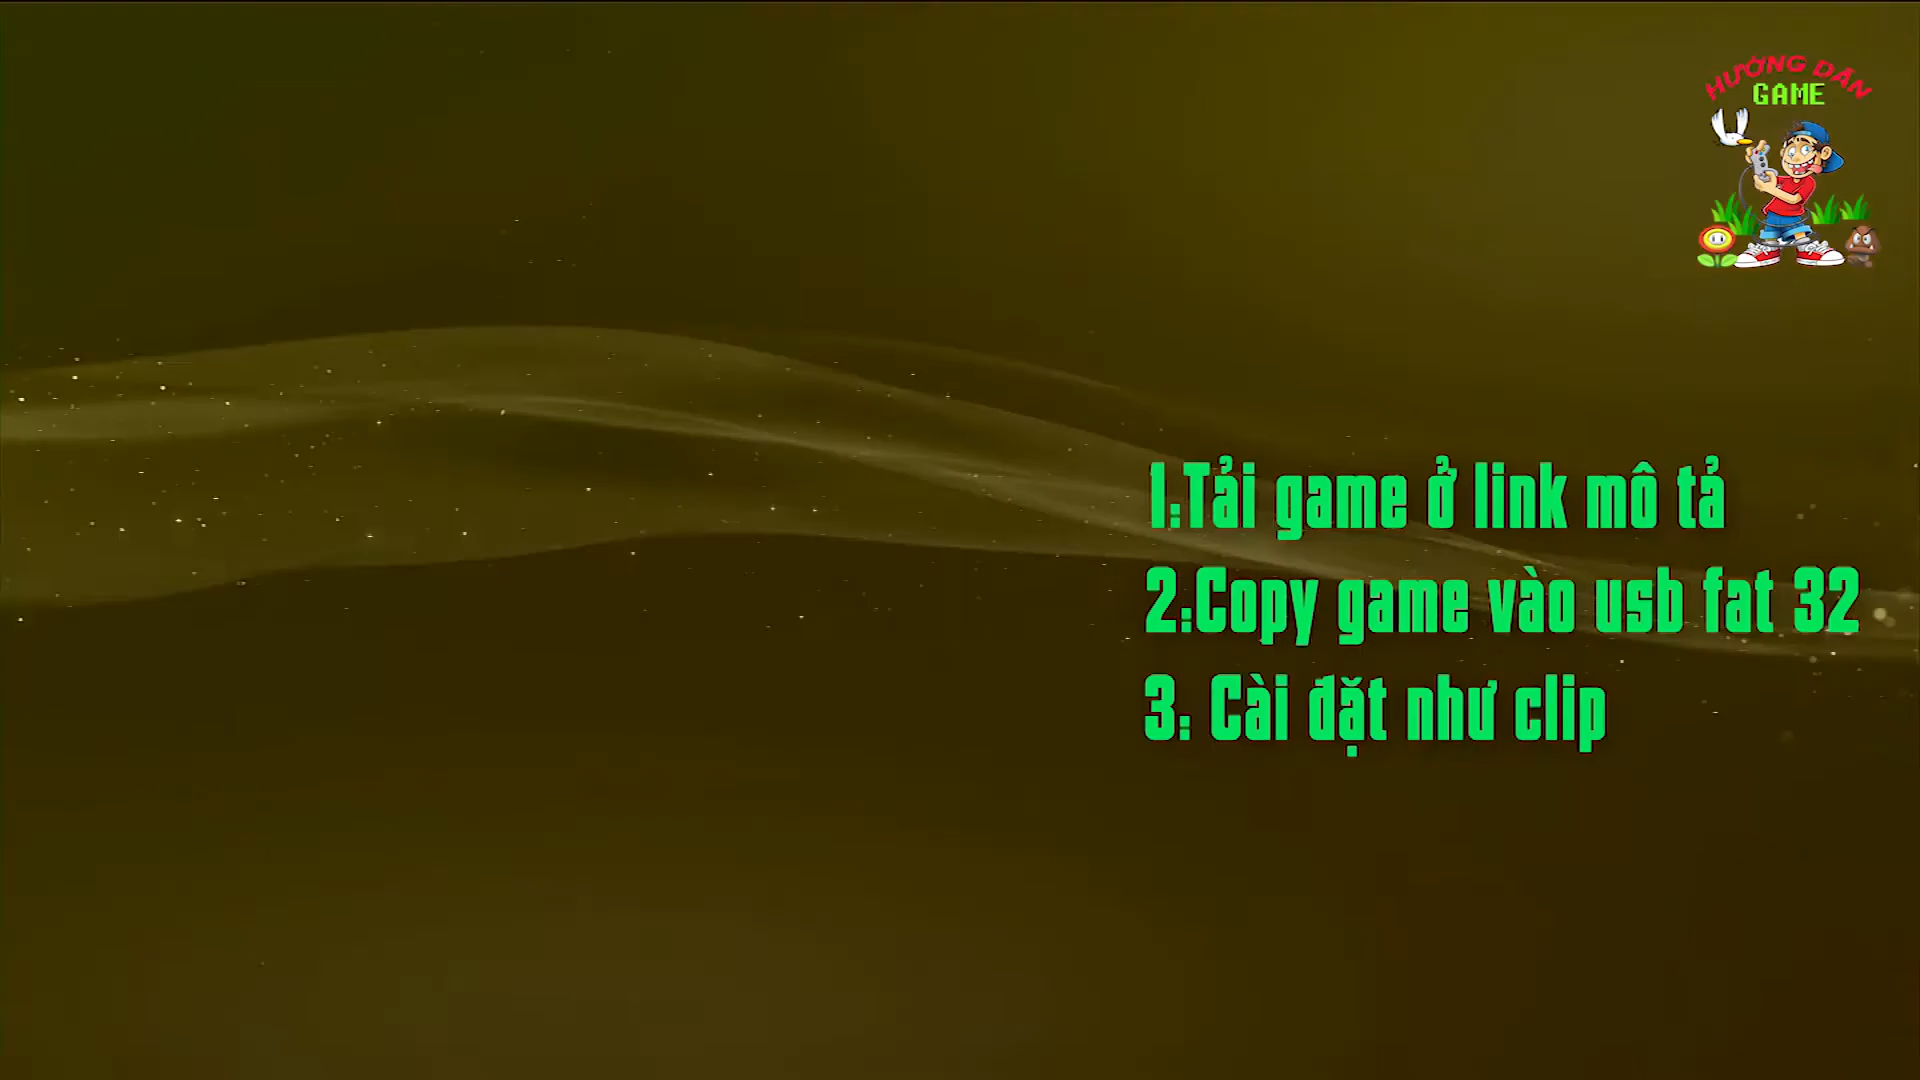 HƯỚNG DẪN
GAME
1:Tải game ở link mô tả
2:Copy game vào usb fat 32
3: Cài đặt như clip